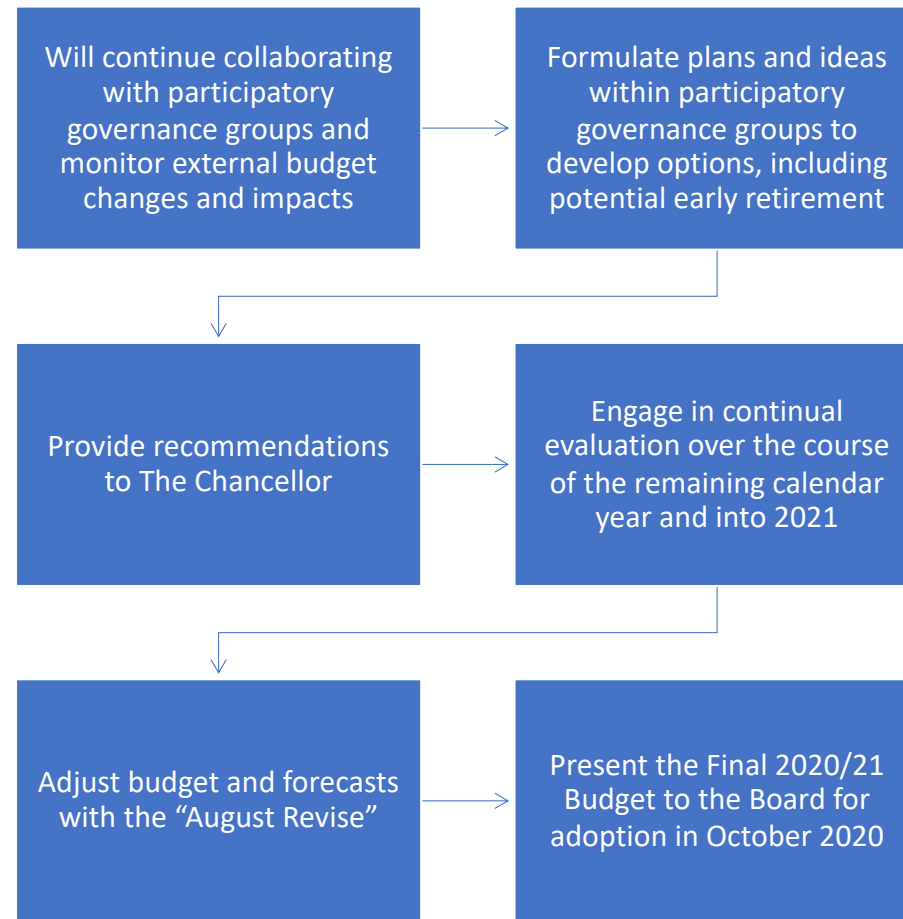 Will continue collaborating
with participatory
governance groups and
monitor external budget
changes and impacts
Formulate plans and ideas
within participatory
governance groups to
develop options, including
potential early retirement
Provide recommendations
to The Chancellor
Engage in continual
evaluation over the course
of the remaining calendar
year and into 2021
Adjust budget and forecasts
with the “August Revise”
Present the Final 2020/21
Budget to the Board for
adoption in October 2020